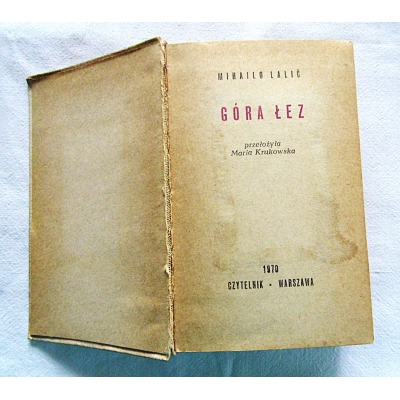 MIHAILO LALIĆ
GÓRA ŁEZ
przełożyła
Maria Krukowska
1970
CZYTELNIK • WARSZAWA